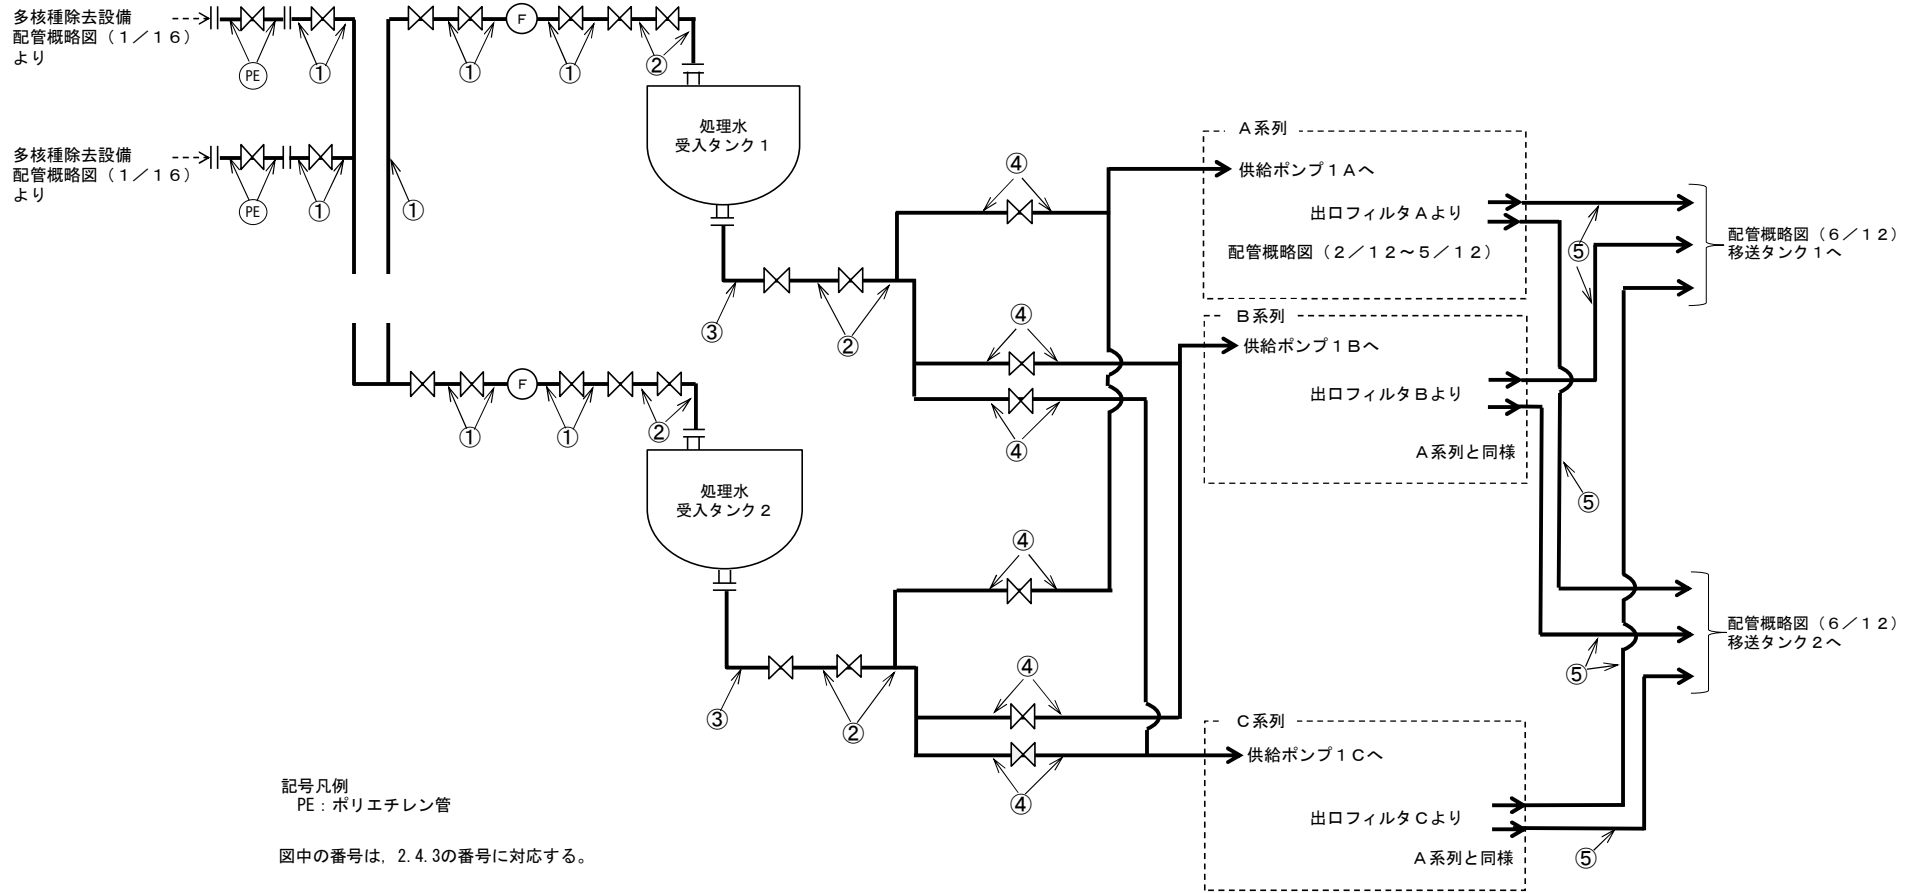 多核種除去設備
配管概略図（１／１６）
より
PE
①
①
F
①
②
処理水
受入タンク１
多核種除去設備
配管概略図（１／１６）
より
PE
①
①
③
②
④
④
④
①
F
①
②
処理水
受入タンク２
③
②
④
④
④
Ａ系列
供給ポンプ１Ａへ
出口フィルタＡより
配管概略図（２／１２～５／１２）
Ｂ系列
供給ポンプ１Ｂへ
出口フィルタＢより
Ａ系列と同様
Ｃ系列
供給ポンプ１Ｃへ
出口フィルタＣより
Ａ系列と同様
⑤
配管概略図（６／１２）
移送タンク１へ
⑤
⑤
配管概略図（６／１２）
移送タンク２へ
⑤
記号凡例
PE：ポリエチレン管
図中の番号は，2.4.3の番号に対応する。